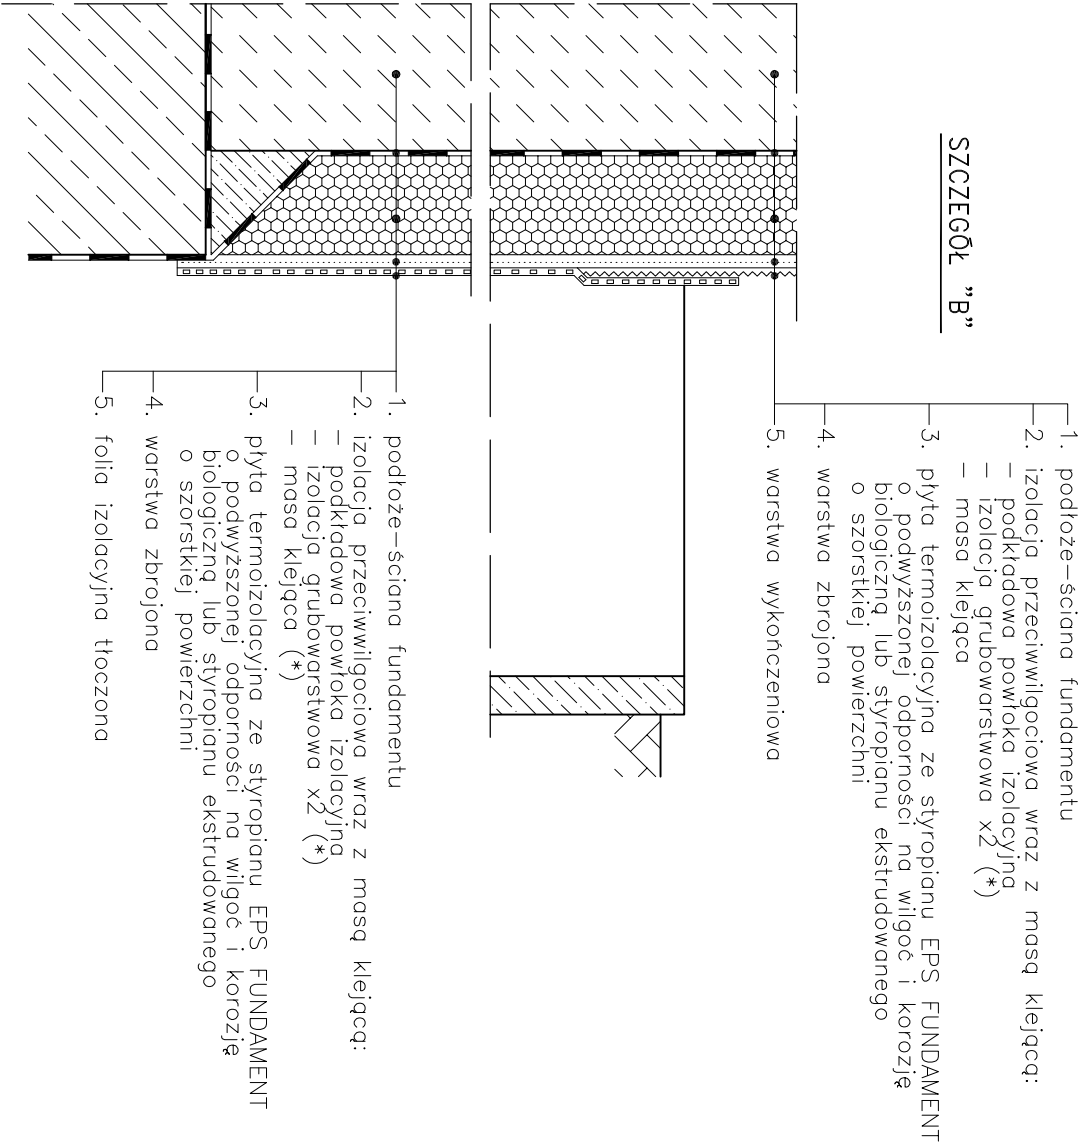 SZCZEGÓŁ "B"
1. podłoże-ściana fundamentu
2. izolacja przeciwwilgociowa wraz z masą klejącą:
- podkładowa powłoka izolacyjna
- izolacja grubowarstwowa x2 (*)
- masa klejąca
3. płyta termoizolacyjna ze styropianu EPS FUNDAMENT
o podwyższonej odporności na wilgoć i korozję
biologiczną lub styropianu ekstrudowanego
o szorstkiej powierzchni
4. warstwa zbrojona
5. warstwa wykończeniowa
1. podłoże-ściana fundamentu
2. izolacja przeciwwilgociowa wraz z masą klejącą:
- podkładowa powłoka izolacyjna
- izolacja grubowarstwowa x2 (*)
- masa klejąca (*)
3. płyta termoizolacyjna ze styropianu EPS FUNDAMENT
o podwyższonej odporności na wilgoć i korozję
biologiczną lub styropianu ekstrudowanego
o szorstkiej powierzchni
4. warstwa zbrojona
5. folia izolacyjna tłoczona